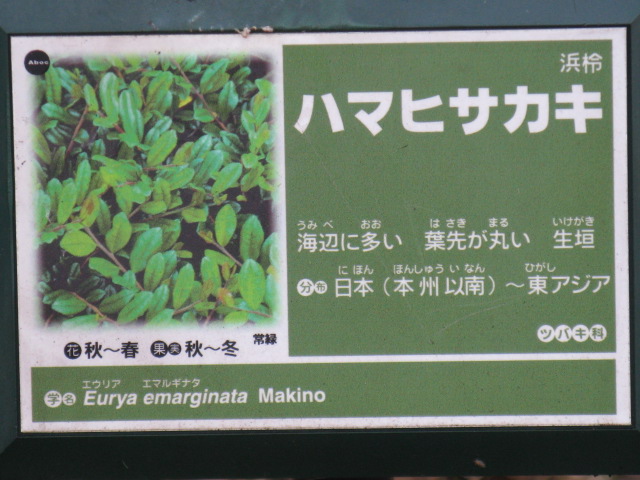 Aboc
浜柃
ハマヒサカキ
うみべ おお はさき まる いけがき
海辺に多い 葉先が丸い 生垣
にほん ほんしゅういなん ひがし
分布 日本（本州以南）～東アジア
ツバキ科
花 秋～春 果実 秋～冬 常緑
エウリア エマルギナタ
学名 Eurya emarginata Makino